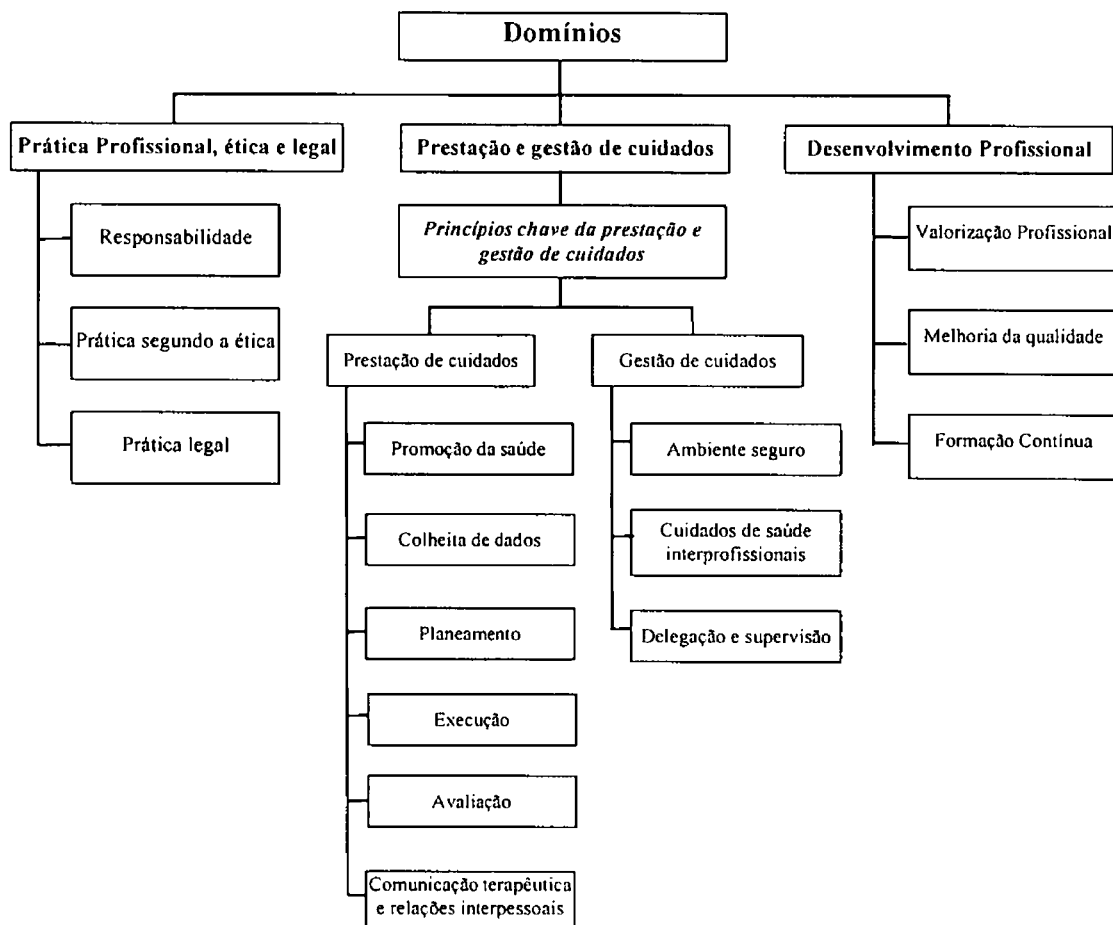 Domínios
Prática Profissional, ética e legal
Responsabilidade
Prática segundo a ética
Prática legal
Prestação e gestão de cuidados
Princípios chave da prestação e
gestão de cuidados
Prestação de cuidados
Promoção da saúde
Colheita de dados
Planeamento
Execução
Avaliação
Comunicação terapêutica
e relações interpessoais
Gestão de cuidados
Ambiente seguro
Cuidados de saúde
interprofissionais
Delegação e supervisão
Desenvolvimento Profissional
Valorização Profissional
Melhoria da qualidade
Formação Contínua